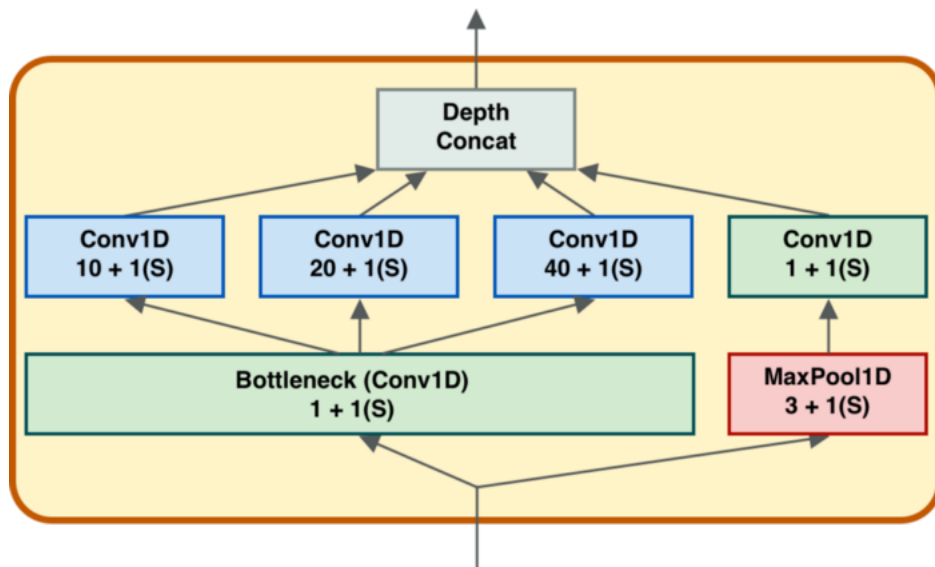 Depth
Concat
Conv1D
10 + 1(S)
Conv1D
20 + 1(S)
Conv1D
40 + 1(S)
Conv1D
1 + 1(S)
Bottleneck (Conv1D)
1 + 1(S)
MaxPool1D
3 + 1(S)